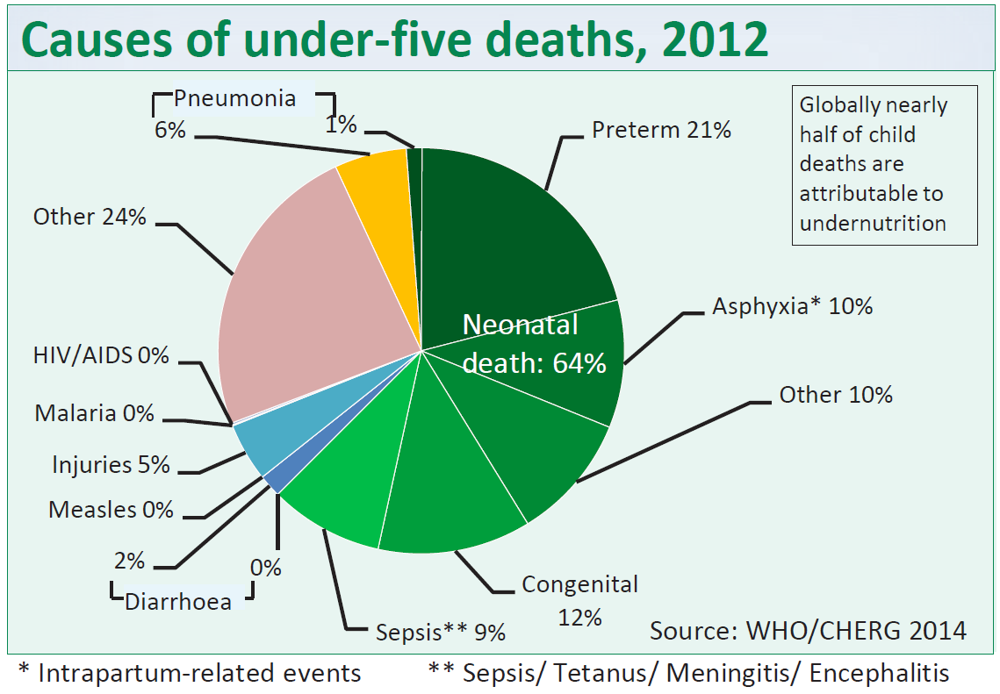 Causes of under-five deaths, 2012
Pneumonia
6%
1%
Preterm 21%
Globally nearly
half of child
deaths are
attributable to
undernutrition
Other 24%
Asphyxia* 10%
Neonatal
death: 64%
HIV/AIDS 0%
Other 10%
Malaria 0%
Injuries 5%
Measles 0%
2%
0%
Diarrhoea
Congenital
12%
Sepsis** 9%
Source: WHO/CHERG 2014
* Intrapartum-related events
** Sepsis/ Tetanus/ Meningitis/ Encephalitis